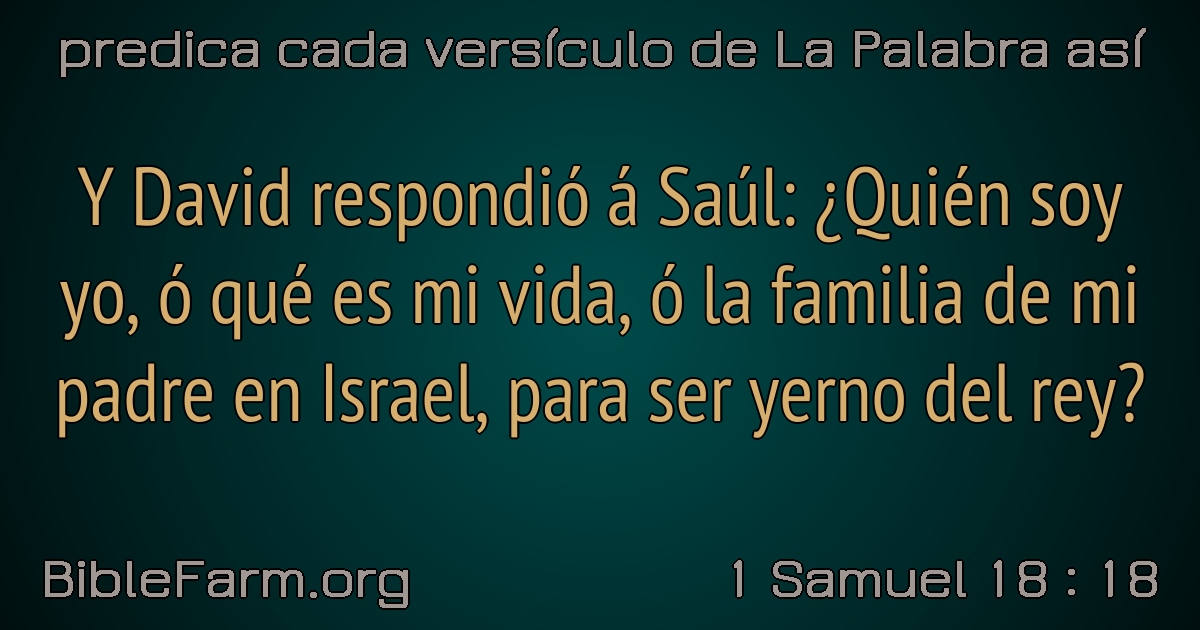 predica cada versículo de La Palabra así
Y David respondió á Saúl: ¿Quién soy
yo, ó qué es mi vida, ó la familia de mi
padre en Israel, para ser yerno del rey?
BibleFarm.org
1 Samuel 18 : 18